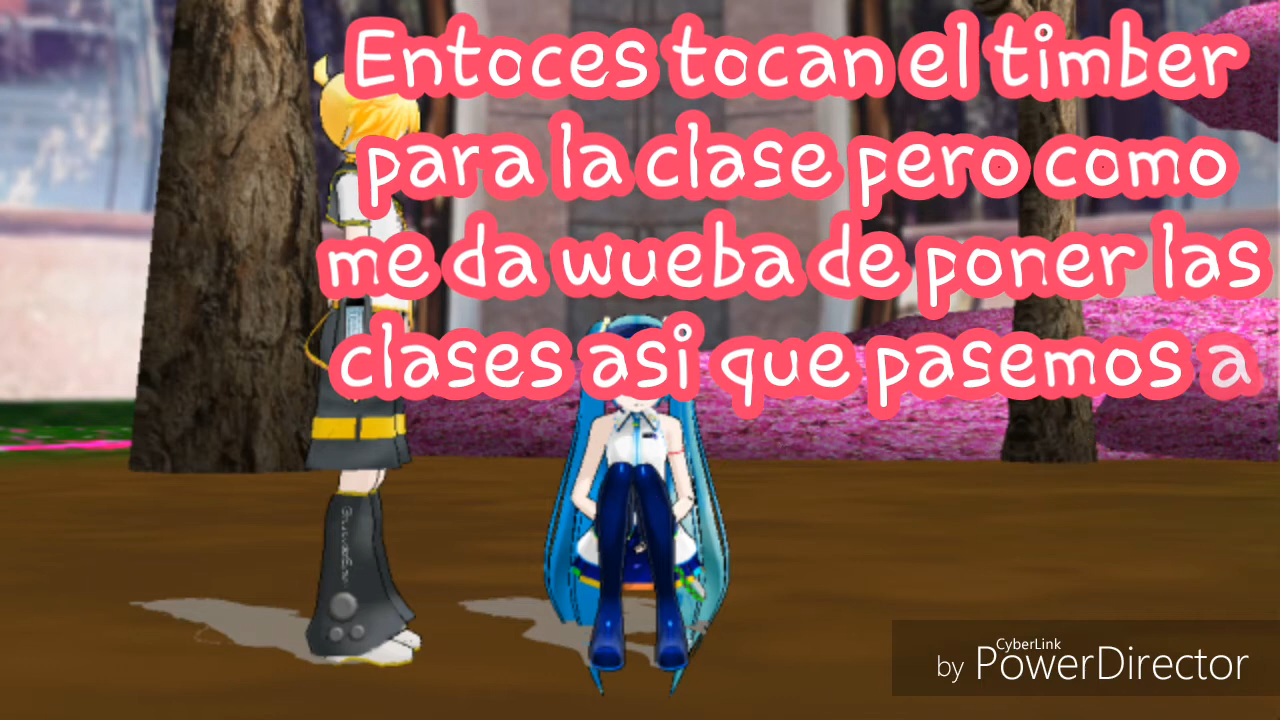 Entoces tocan el timber
para la clase pero como
me da wueba de poner las
clases asi que pasemos a
CyberLink
by PowerDirector